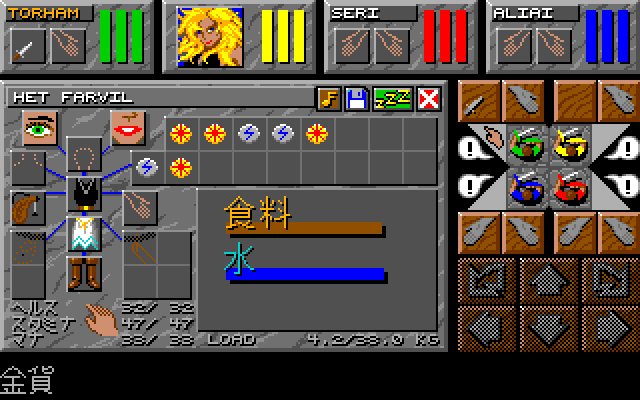 TORHAM
SERI
ALIAI
HET FARVIL
ZZZ
食料
水
ヘルス 32/ 32
スタミナ 47/ 47
マナ 33/ 33
LOAD 4.2/38.0 KG
金貨